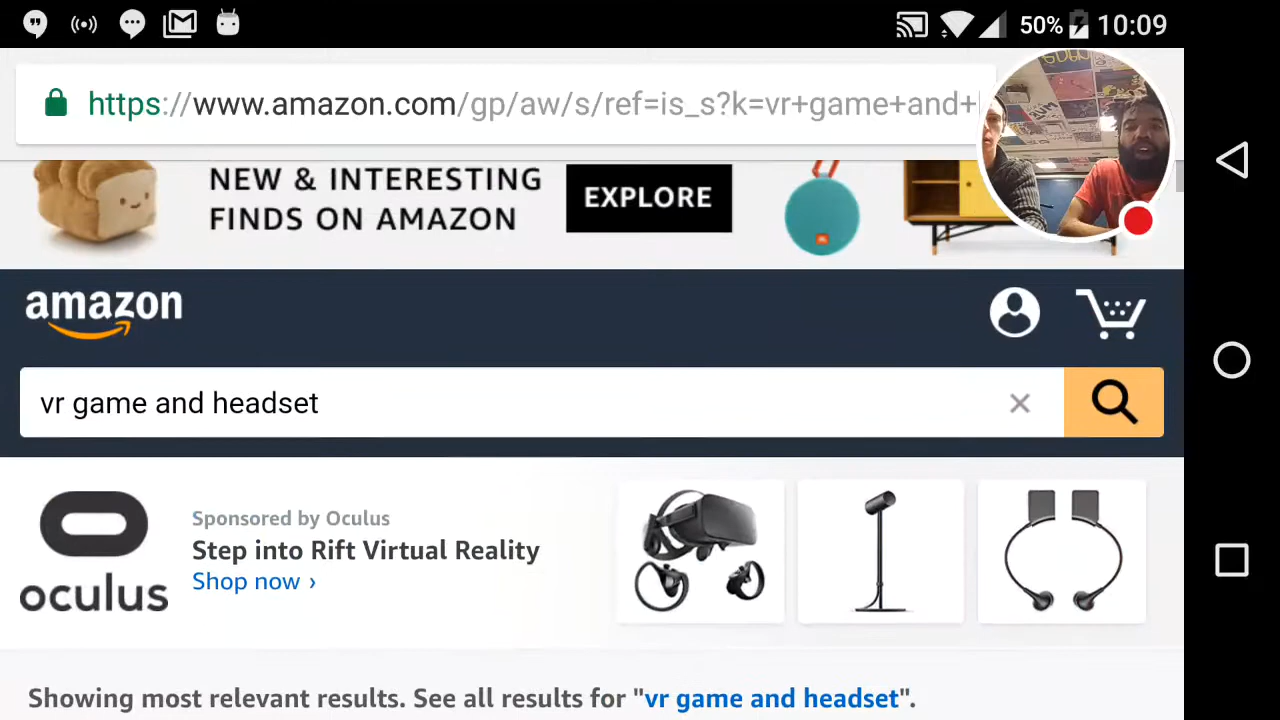 50% 10:09
https://www.amazon.com/gp/aw/s/ref=is_s?k=vr+game+and+
NEW & INTERESTING
FINDS ON AMAZON
EXPLORE
JBL
amazon
vr game and headset
Sponsored by Oculus
Step into Rift Virtual Reality
Shop now ›
oculus
Showing most relevant results. See all results for "vr game and headset".